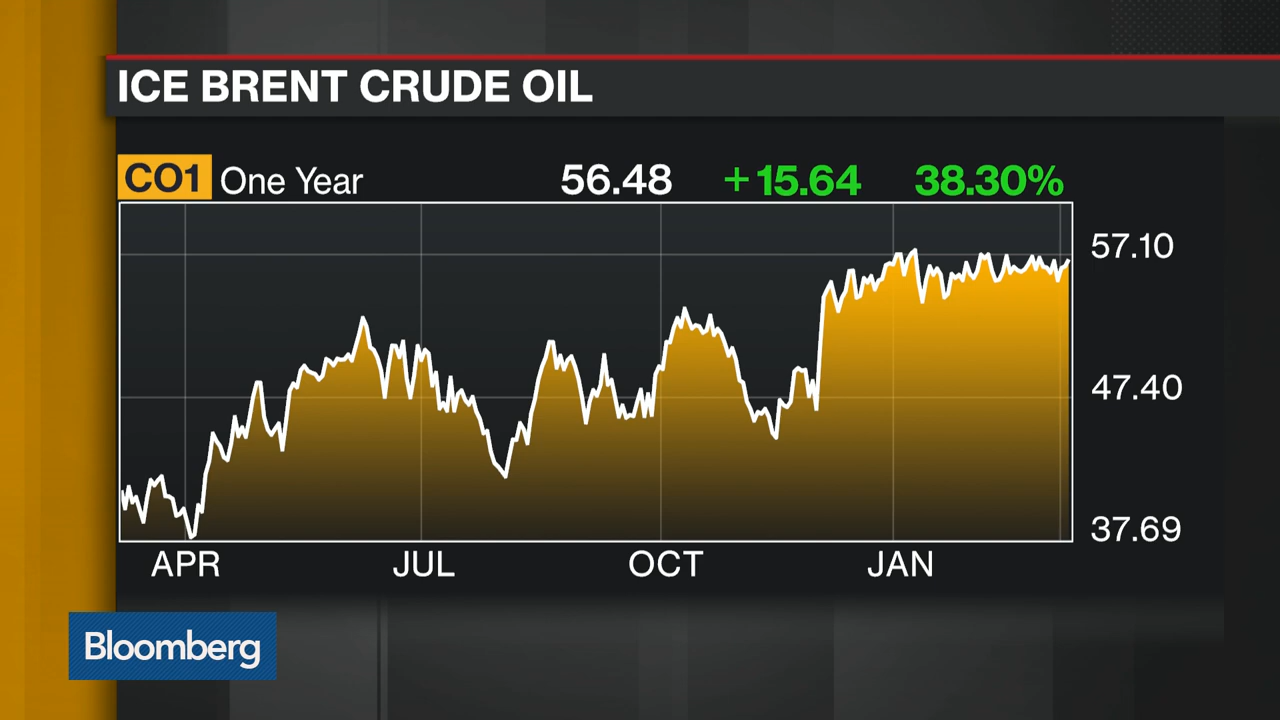 ICE BRENT CRUDE OIL
CO1 One Year 56.48 +15.64 38.30%
57.10
47.40
37.69
APR JUL OCT JAN
Bloomberg